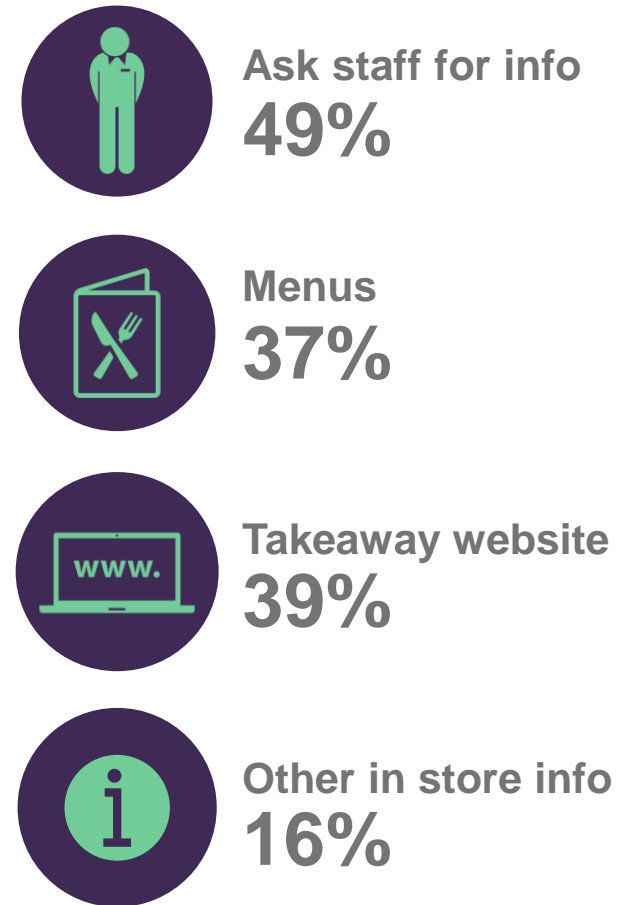 Ask staff for info
49%
Menus
37%
www.
Takeaway website
39%
i
Other in store info
16%